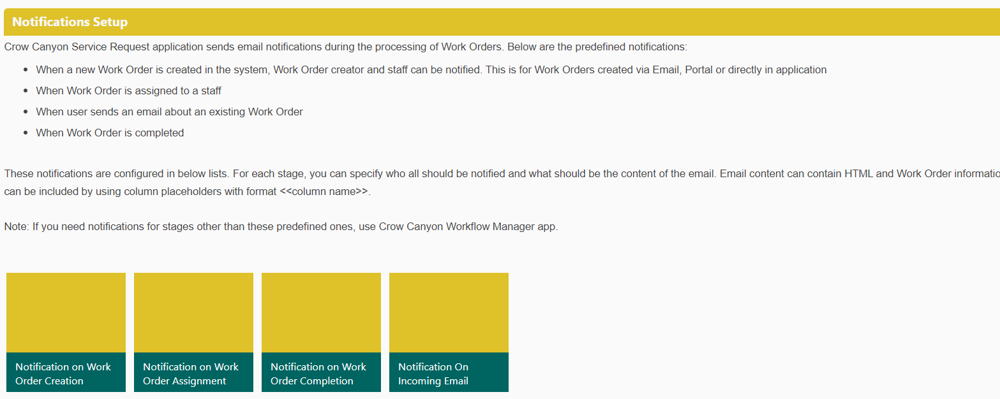 Notifications Setup
Crow Canyon Service Request application sends email notifications during the processing of Work Orders. Below are the predefined notifications:
• When a new Work Order is created in the system, Work Order creator and staff can be notified. This is for Work Orders created via Email, Portal or directly in application
• When Work Order is assigned to a staff
• When user sends an email about an existing Work Order
• When Work Order is completed
These notifications are configured in below lists. For each stage, you can specify who all should be notified and what should be the content of the email. Email content can contain HTML and Work Order informatio
can be included by using column placeholders with format <<column name>>.
Note: If you need notifications for stages other than these predefined ones, use Crow Canyon Workflow Manager app.
Notification on Work
Order Creation
Notification on Work
Order Assignment
Notification on Work
Order Completion
Notification On
Incoming Email